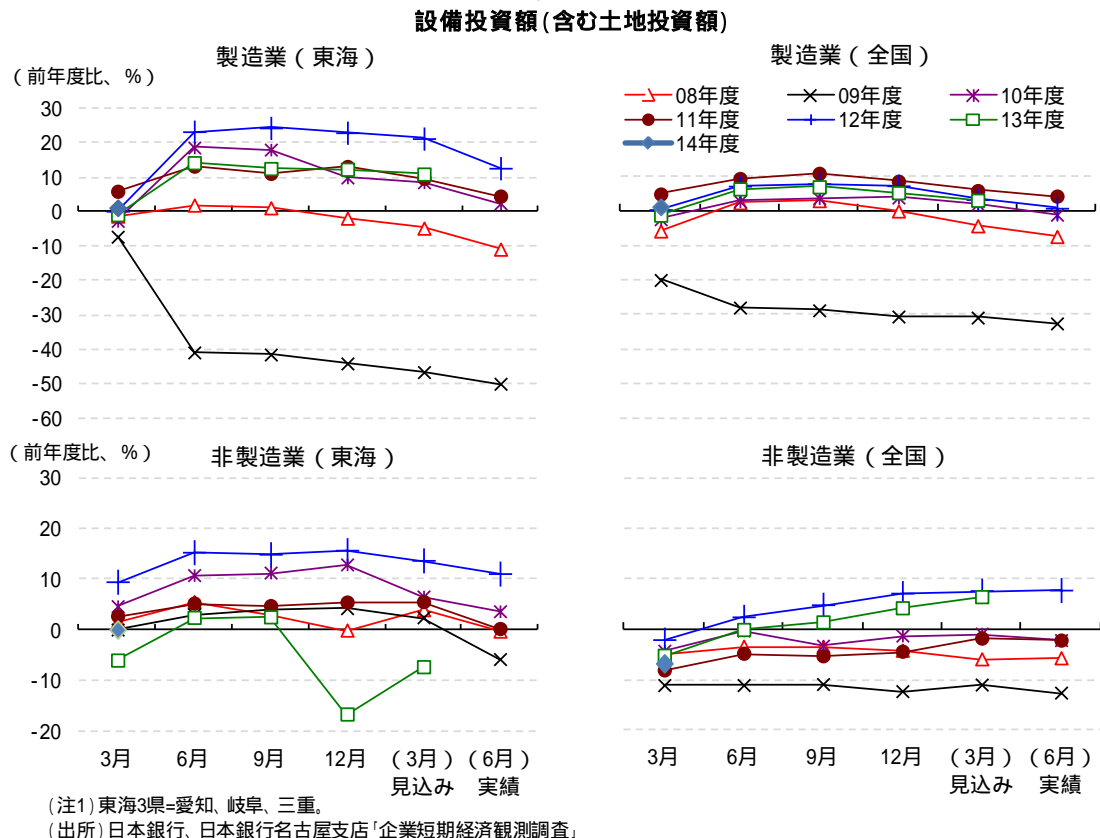 設備投資額(含む土地投資額)
製造業（東海）
製造業（全国）
（前年度比、％）
08年度
09年度
10年度
11年度
12年度
13年度
14年度
30
20
10
0
-10
-20
-30
-40
-50
-60
（前年度比、％）
非製造業（東海）
非製造業（全国）
30
20
10
0
-10
-20
3月
6月
9月
12月
（3月）
見込み
（6月）
実績
3月
6月
9月
12月
（3月）
見込み
（6月）
実績
(注1)東海3県=愛知、岐阜、三重。
(出所)日本銀行、日本銀行名古屋支店「企業短期経済観測調査」